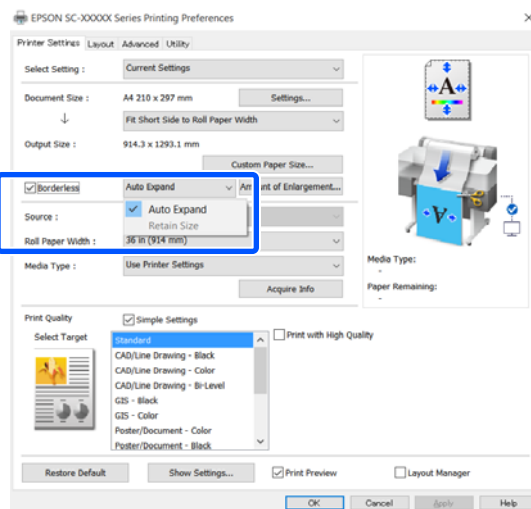 EPSON SC-XXXXX Series Printing Preferences
Printer Settings Layout Advanced Utility
Select Setting : Current Settings
Document Size : A4 210 x 297 mm Settings...
Fit Short Side to Roll Paper Width
Output Size : 914.3 x 1293.1 mm
Custom Paper Size...
Borderless Auto Expand Am unt of Enlargement...
Auto Expand
Source :
Retain Size
Roll Paper Width : 36 in (914 mm)
Media Type : Use Printer Settings
Acquire Info
A
A
Media Type:
-
Paper Remaining:
-
Print Quality Simple Settings
Select Target
Standard
CAD/Line Drawing - Black
CAD/Line Drawing - Color
CAD/Line Drawing - Bi-Level
GIS - Black
GIS - Color
Poster/Document - Color
Poster/Document - Black
Print with High Quality
Restore Default Show Settings... Print Preview Layout Manager
OK Cancel Apply Help